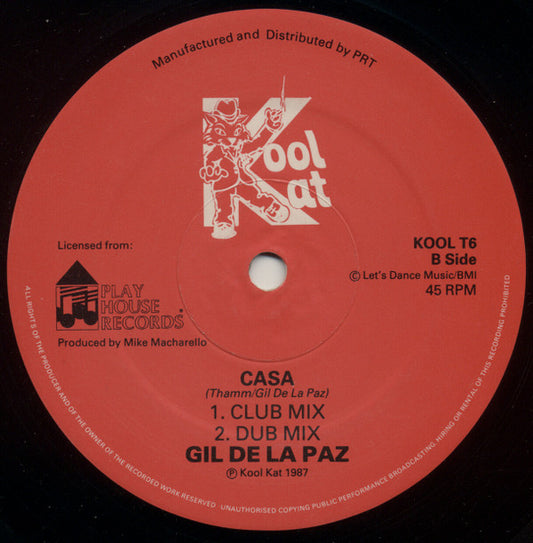 Manufactured and Distributed by PRT
Kool
Kat
Licensed from:
PLAY
HOUSE
RECORDS
Produced by Mike Macharello
KOOL T6
B Side
© Let's Dance Music/BMI
45 RPM
CASA
(Thamm/Gil De La Paz)
1. CLUB MIX
2. DUB MIX
GIL DE LA PAZ
℗ Kool Kat 1987
ALL RIGHTS OF THE PRODUCER AND OF THE OWNER OF THE RECORDED WORK RESERVED
UNAUTHORISED COPYING PUBLIC PERFORMANCE BROADCASTING, HIRING OR RENTAL OF THIS RECORDING PROHIBITED